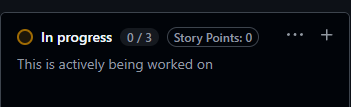 In progress 0 / 3 Story Points: 0
This is actively being worked on